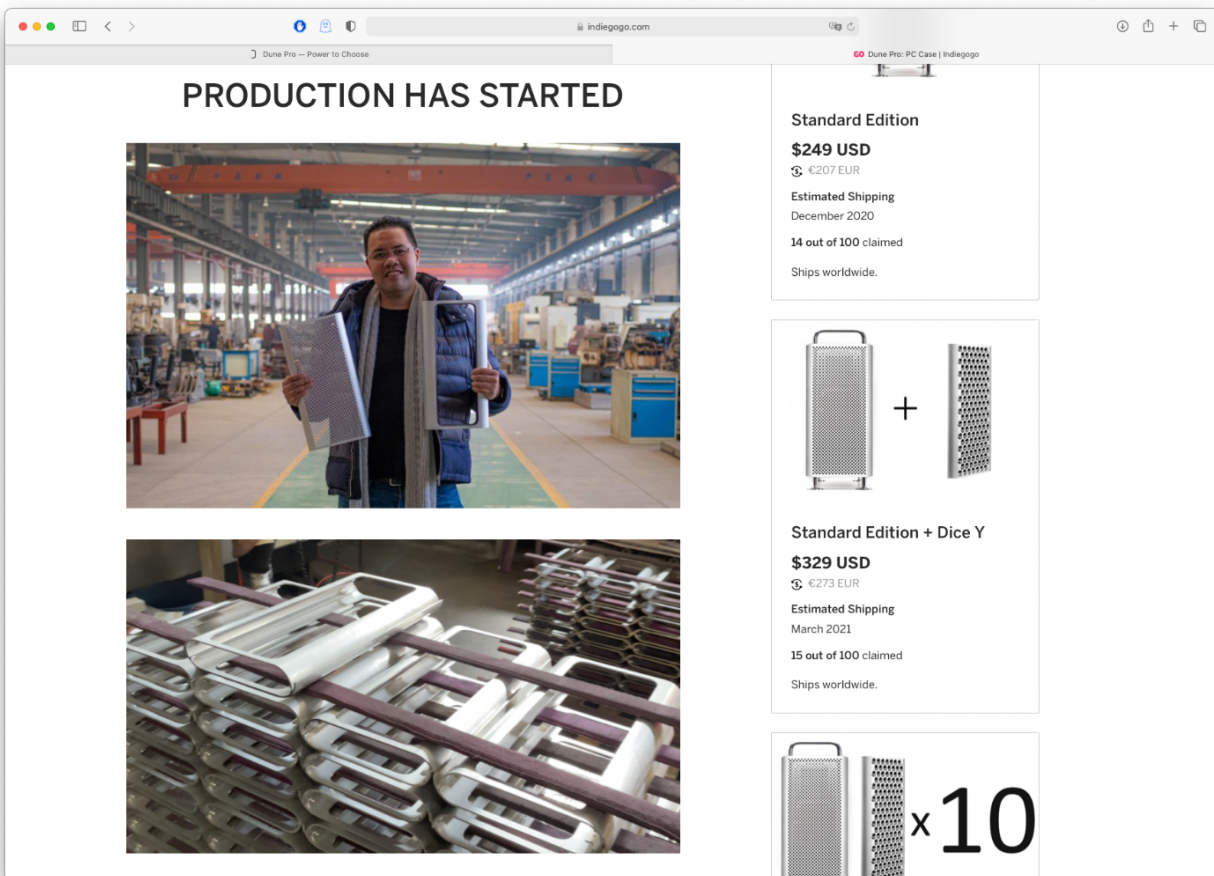 indiegogo.com
Dune Pro — Power to Choose
GO Dune Pro: PC Case | Indiegogo
PRODUCTION HAS STARTED
Standard Edition
$249 USD
€207 EUR
Estimated Shipping
December 2020
14 out of 100 claimed
Ships worldwide.
+
Standard Edition + Dice Y
$329 USD
€273 EUR
Estimated Shipping
March 2021
15 out of 100 claimed
Ships worldwide.
x 10